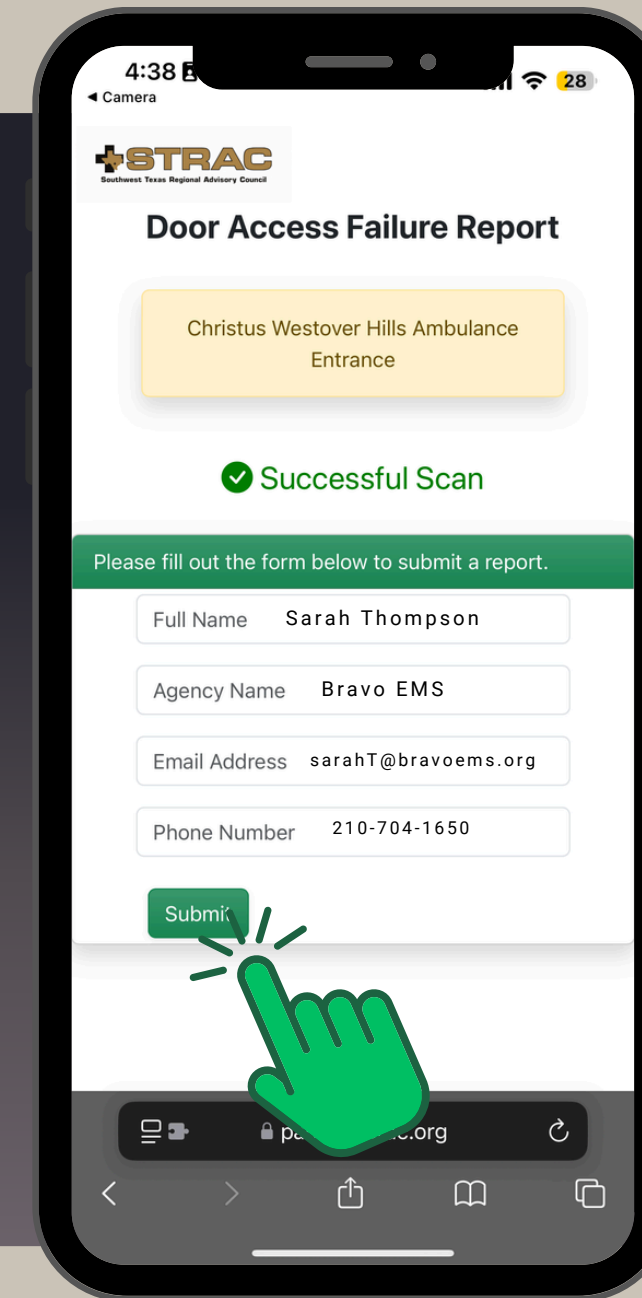 4:38
28
◀ Camera
STRAC
Southwest Texas Regional Advisory Council
Door Access Failure Report
Christus Westover Hills Ambulance
Entrance
Successful Scan
Please fill out the form below to submit a report.
Full Name Sarah Thompson
Agency Name Bravo EMS
Email Address sarahT@bravoems.org
Phone Number 210-704-1650
Submit